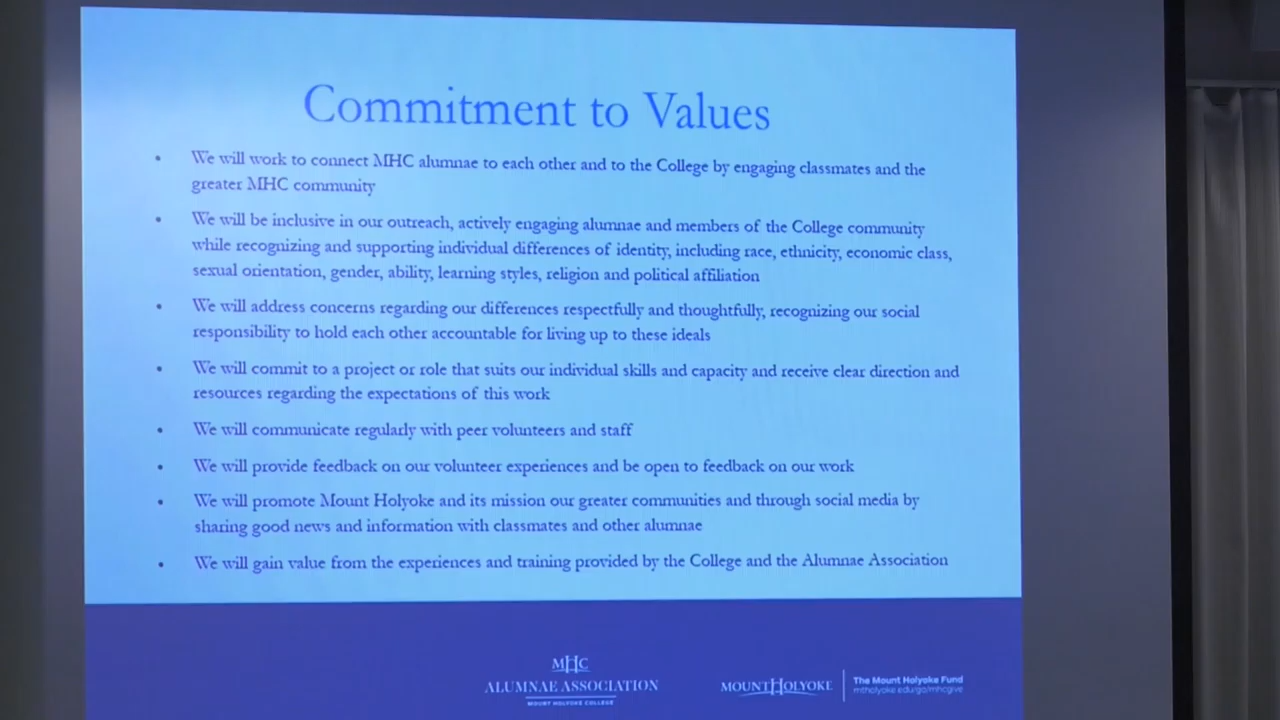 Commitment to Values
• We will work to connect MHC alumnae to each other and to the College by engaging classmates and the
greater MHC community
• We will be inclusive in our outreach, actively engaging alumnae and members of the College community
while recognizing and supporting individual differences of identity, including race, ethnicity, economic class,
sexual orientation, gender, ability, learning styles, religion and political affiliation
• We will address concerns regarding our differences respectfully and thoughtfully, recognizing our social
responsibility to hold each other accountable for living up to these ideals
• We will commit to a project or role that suits our individual skills and capacity and receive clear direction and
resources regarding the expectations of this work
• We will communicate regularly with peer volunteers and staff
• We will provide feedback on our volunteer experiences and be open to feedback on our work
• We will promote Mount Holyoke and its mission our greater communities and through social media by
sharing good news and information with classmates and other alumnae
• We will gain value from the experiences and training provided by the College and the Alumnae Association
MHC
ALUMNAE ASSOCIATION
MOUNT HOLYOKE COLLEGE
MOUNT HOLYOKE
The Mount Holyoke Fund
mtholyoke.edu/go/mhcgive